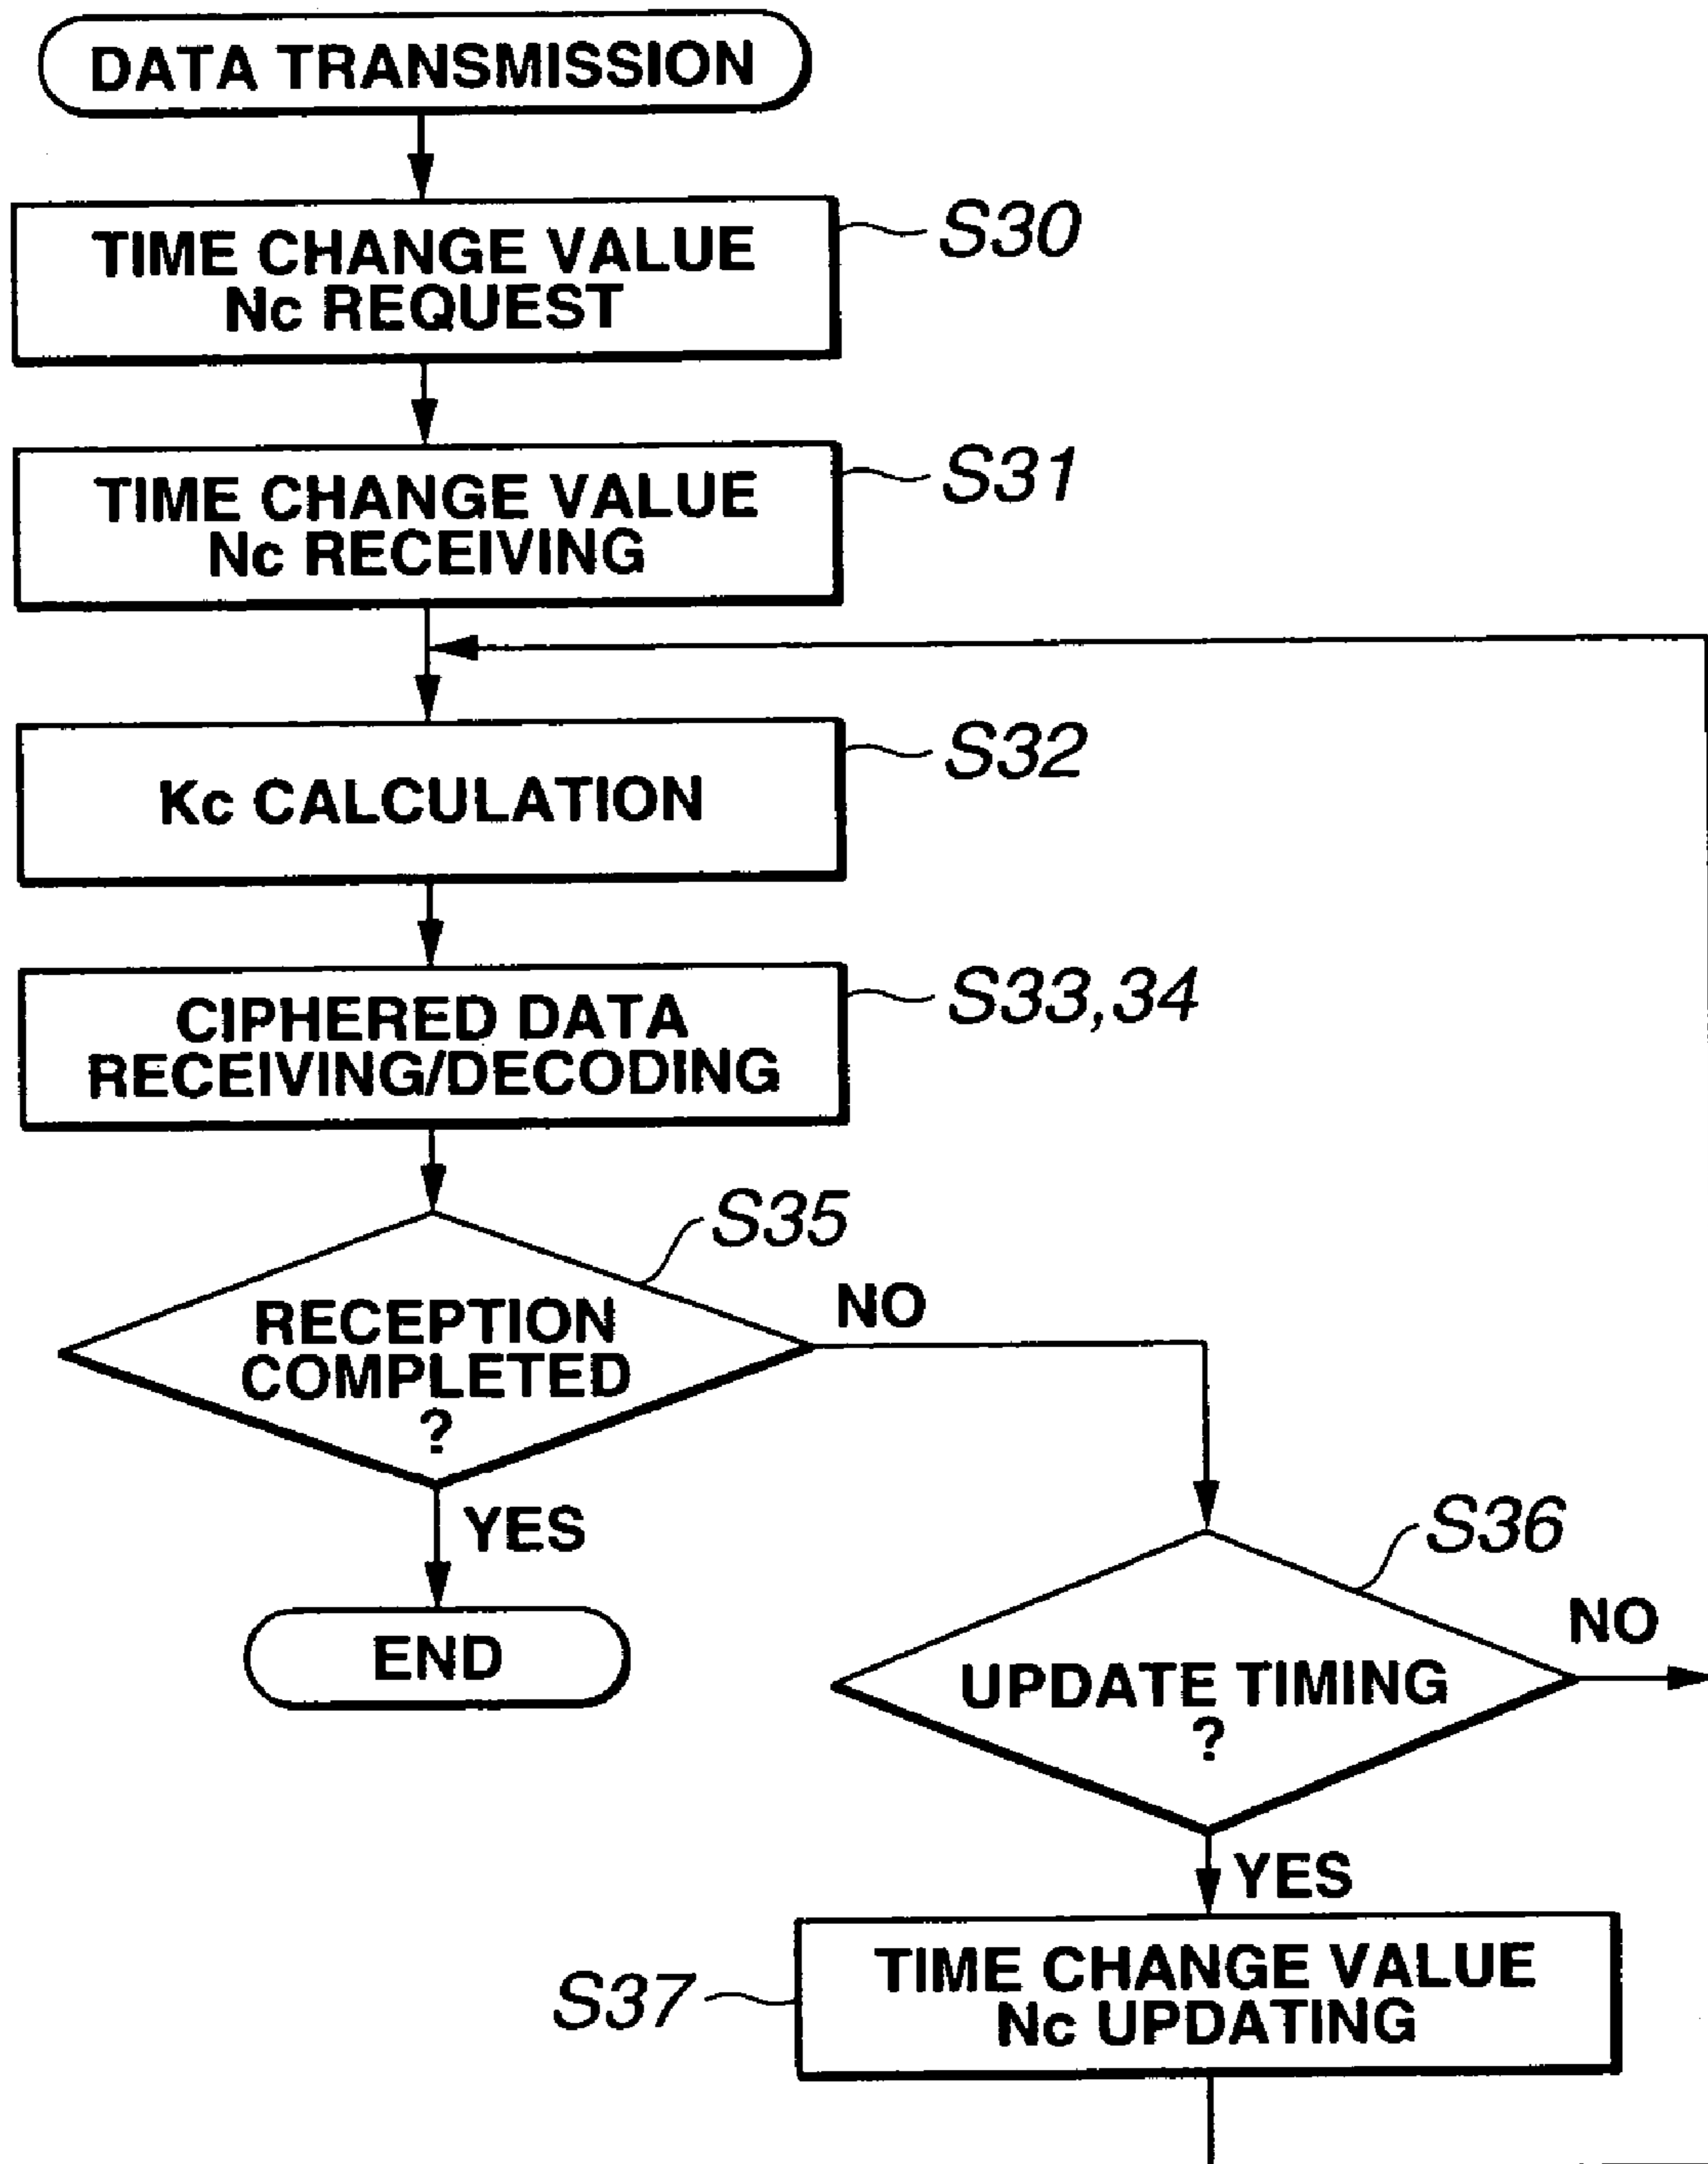 DATA TRANSMISSION
TIME CHANGE VALUE
Nc REQUEST
S30
TIME CHANGE VALUE
Nc RECEIVING
S31
Kc CALCULATION
S32
CIPHERED DATA
RECEIVING/DECODING
S33,34
S35
RECEPTION
COMPLETED
?
NO
YES
END
S36
UPDATE TIMING
?
NO
YES
S37
TIME CHANGE VALUE
Nc UPDATING